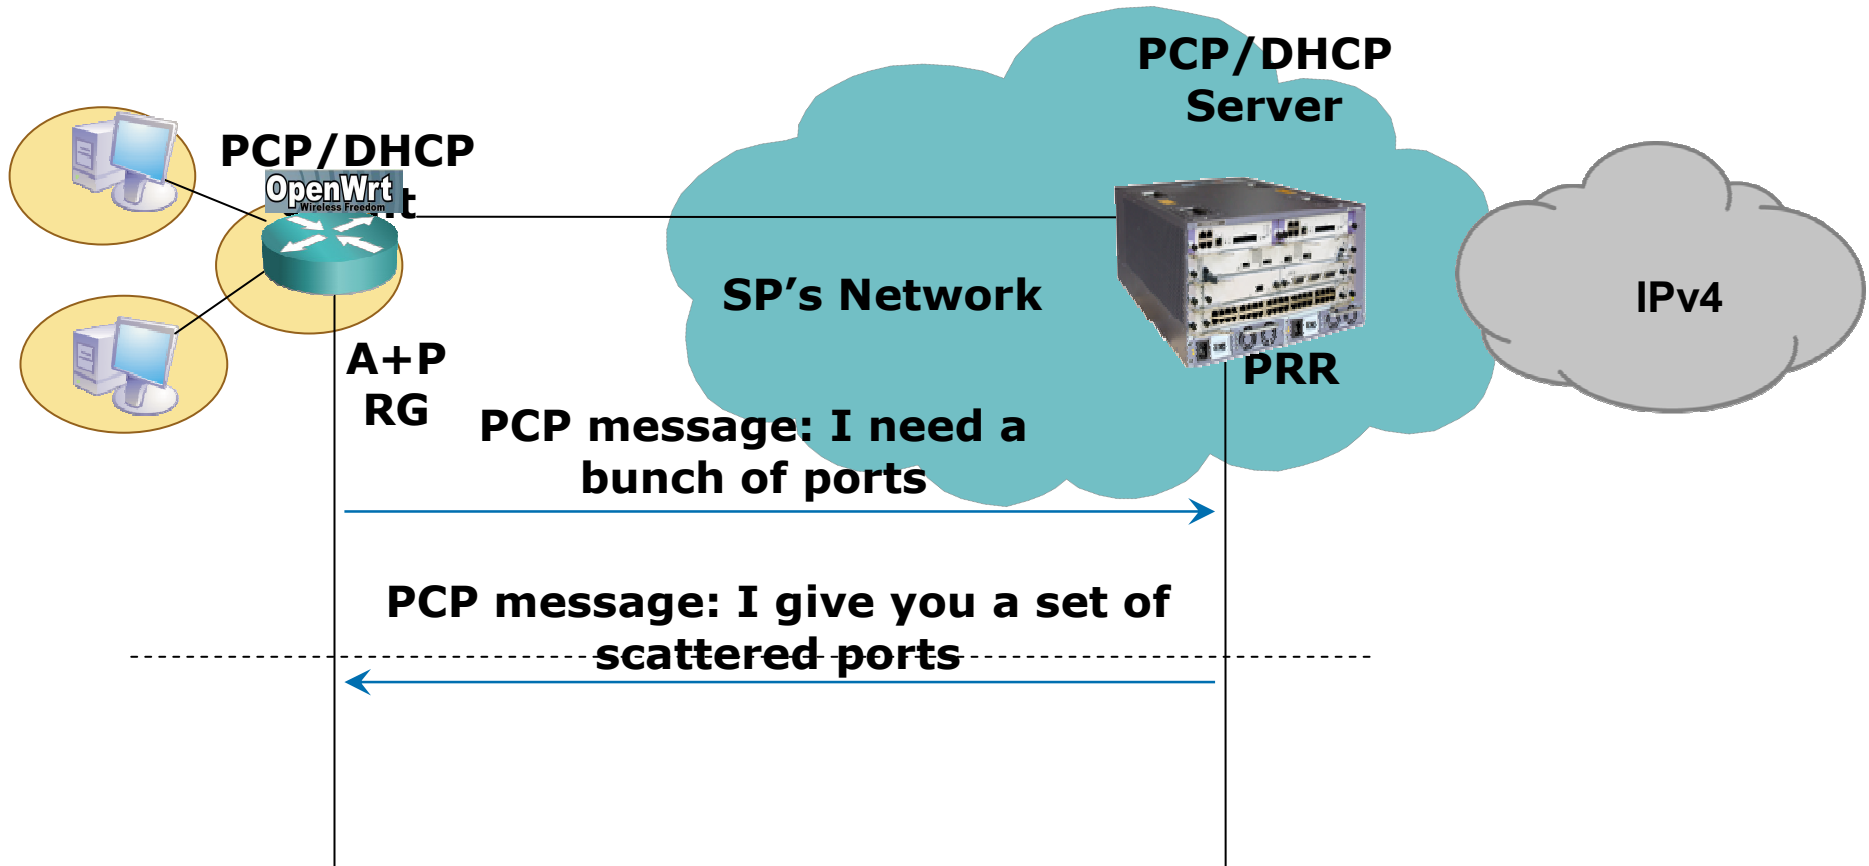 PCP/DHCP
Server
PCP/DHCP
OpenWrt
Wireless Freedom
SP's Network
IPv4
A+P
RG
PRR
PCP message: I need a
bunch of ports
PCP message: I give you a set of
scattered ports